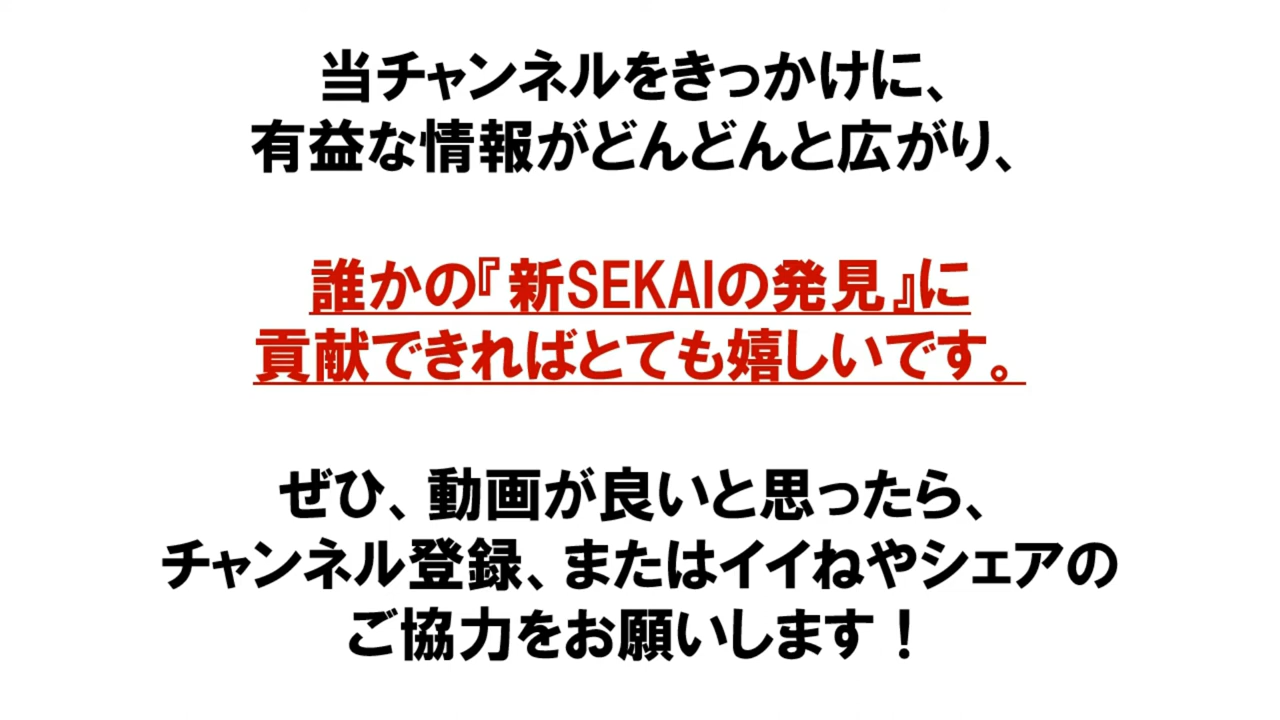 当チャンネルをきっかけに、
有益な情報がどんどんと広がり、
誰かの『新SEKAIの発見』に
貢献できればとても嬉しいです。
ぜひ、動画が良いと思ったら、
チャンネル登録、またはイイねやシェアの
ご協力をお願いします！